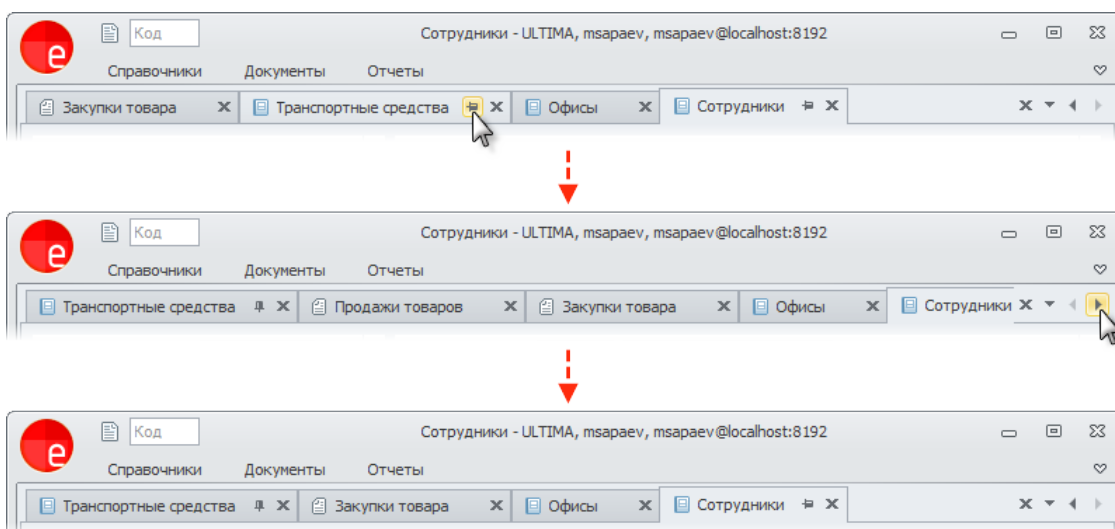 Код Сотрудники - ULTIMA, msapaev, msapaev@localhost:8192
e
Справочники Документы Отчеты
Закупки товара Транспортные средства Офисы Сотрудники
Код Сотрудники - ULTIMA, msapaev, msapaev@localhost:8192
e
Справочники Документы Отчеты
Транспортные средства Продажи товаров Закупки товара Офисы Сотрудники
Код Сотрудники - ULTIMA, msapaev, msapaev@localhost:8192
e
Справочники Документы Отчеты
Транспортные средства Закупки товара Офисы Сотрудники